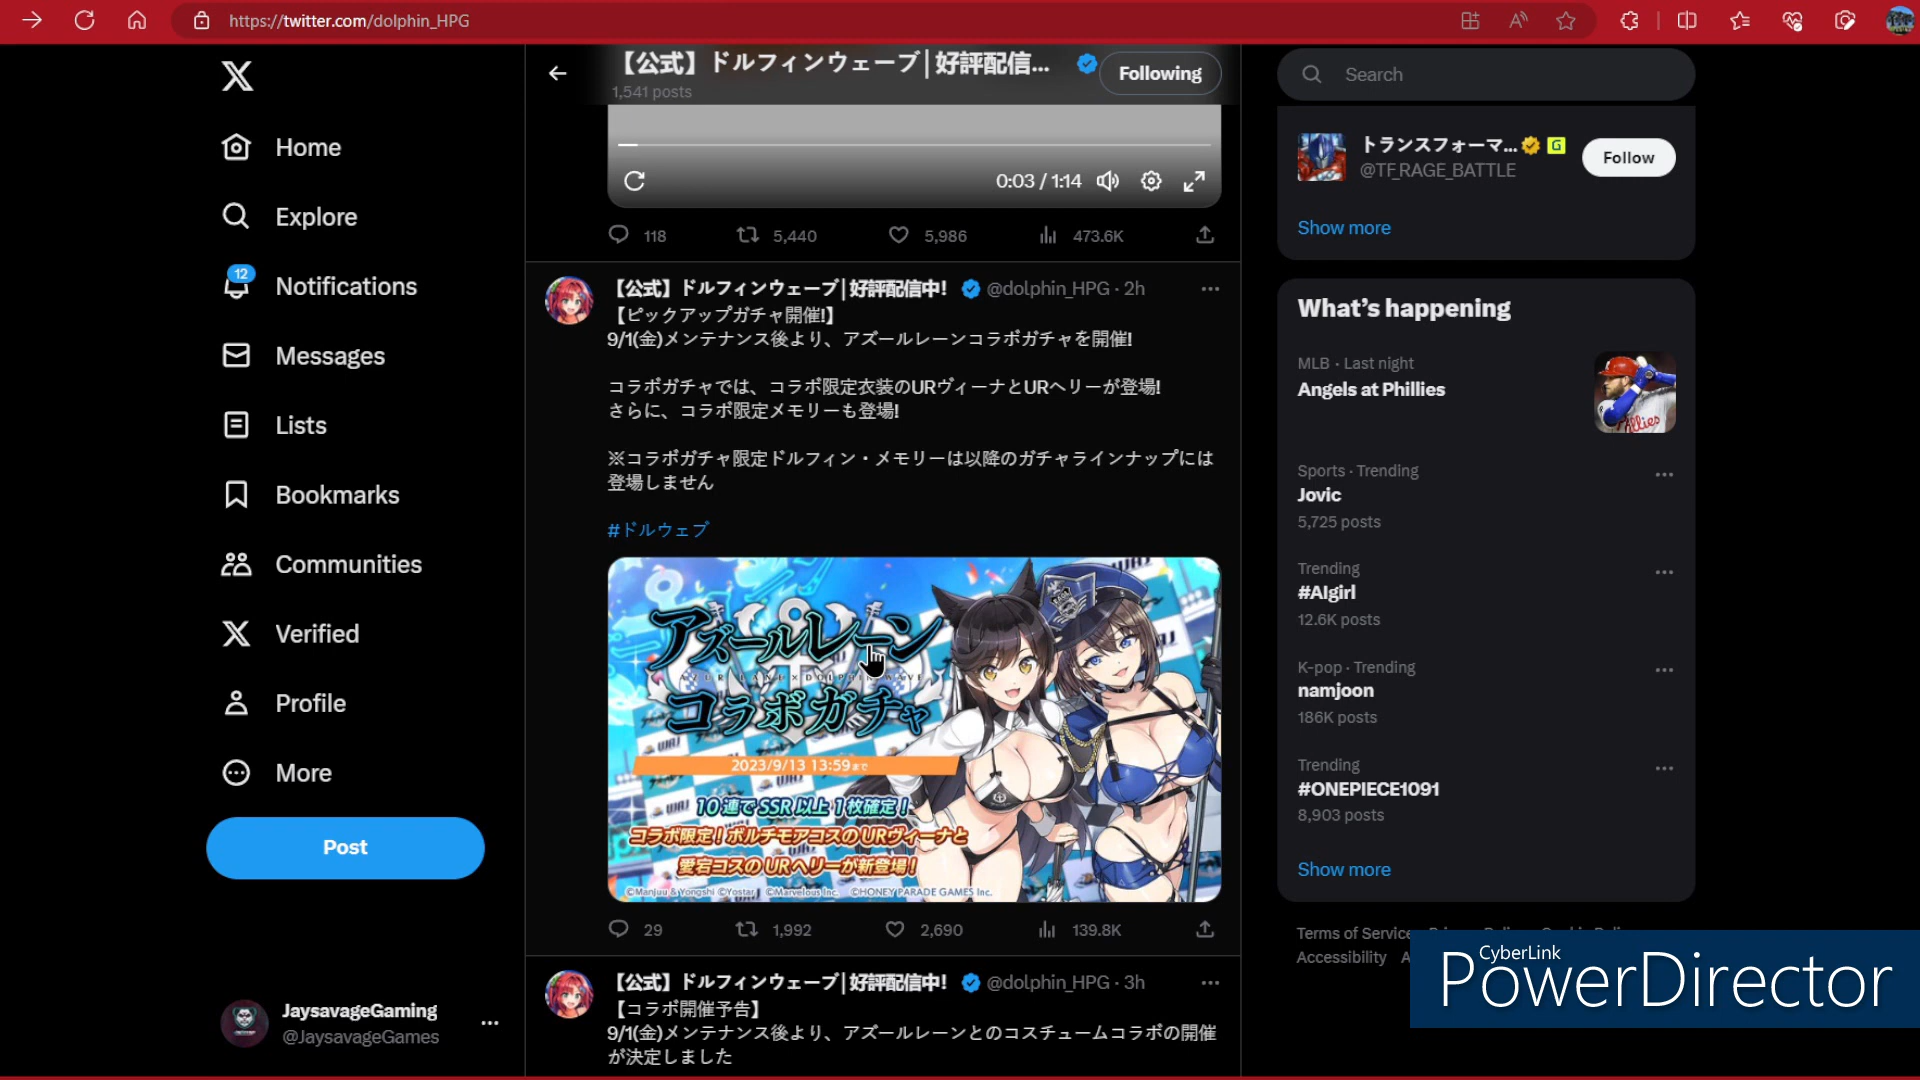 https://twitter.com/dolphin_HPG
【公式】ドルフィンウェーブ|好評配信...
1,541 posts
Following
Search
Home
Explore
12
Notifications
Messages
Lists
Bookmarks
Communities
Verified
Profile
More
Post
JaysavageGaming
@JaysavageGames
0:03 / 1:14
118
5,440
5,986
473.6K
【公式】ドルフィンウェーブ|好評配信中! @dolphin_HPG · 2h
【ピックアップガチャ開催!】
9/1(金)メンテナンス後より、アズールレーンコラボガチャを開催!
コラボガチャでは、コラボ限定衣装のURヴィーナとURヘリーが登場!
さらに、コラボ限定メモリーも登場!
※コラボガチャ限定ドルフィン・メモリーは以降のガチャラインナップには
登場しません
#ドルウェブ
アズールレーン
AZUR LANE × DOLPHIN WAVE
コラボガチャ
2023/9/13 13:59まで
10連でSSR以上1枚確定!
コラボ限定!ボルチモアコスのURヴィーナと
愛宕コスのURヘリーが新登場!
©Manjuu & Yongshi ©Yostar ©Marvelous Inc. ©HONEY PARADE GAMES Inc.
29
1,992
2,690
139.8K
【公式】ドルフィンウェーブ|好評配信中! @dolphin_HPG · 3h
【コラボ開催予告】
9/1(金)メンテナンス後より、アズールレーンとのコスチュームコラボの開催
が決定しました
トランスフォーマ...
@TF_RAGE_BATTLE
Follow
Show more
What's happening
MLB · Last night
Angels at Phillies
Sports · Trending
Jovic
5,725 posts
Trending
#AIgirl
12.6K posts
K-pop · Trending
namjoon
186K posts
Trending
#ONEPIECE1091
8,903 posts
Show more
Terms of Service
Accessibility
CyberLink
PowerDirector